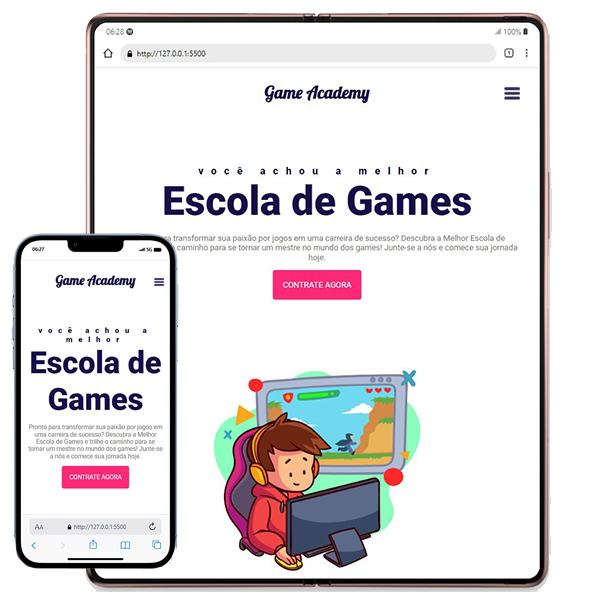 06:28
100%
http://127.0.0.1:5500
1
Game Academy
você achou a melhor
Escola de Games
transformar sua paixão por jogos em uma carreira de sucesso? Descubra a Melhor Escola de
caminho para se tornar um mestre no mundo dos games! Junte-se a nós e comece sua jornada
hoje.
CONTRATE AGORA
06:27
5G
Game Academy
você achou a
melhor
Escola de
Games
Pronto para transformar sua paixão por jogos em
uma carreira de sucesso? Descubra a Melhor
Escola de Games e trilhe o caminho para se
tornar um mestre no mundo dos games! Junte-se
a nós e comece sua jornada hoje.
CONTRATE AGORA
AA
http://127.0.0.1:5500